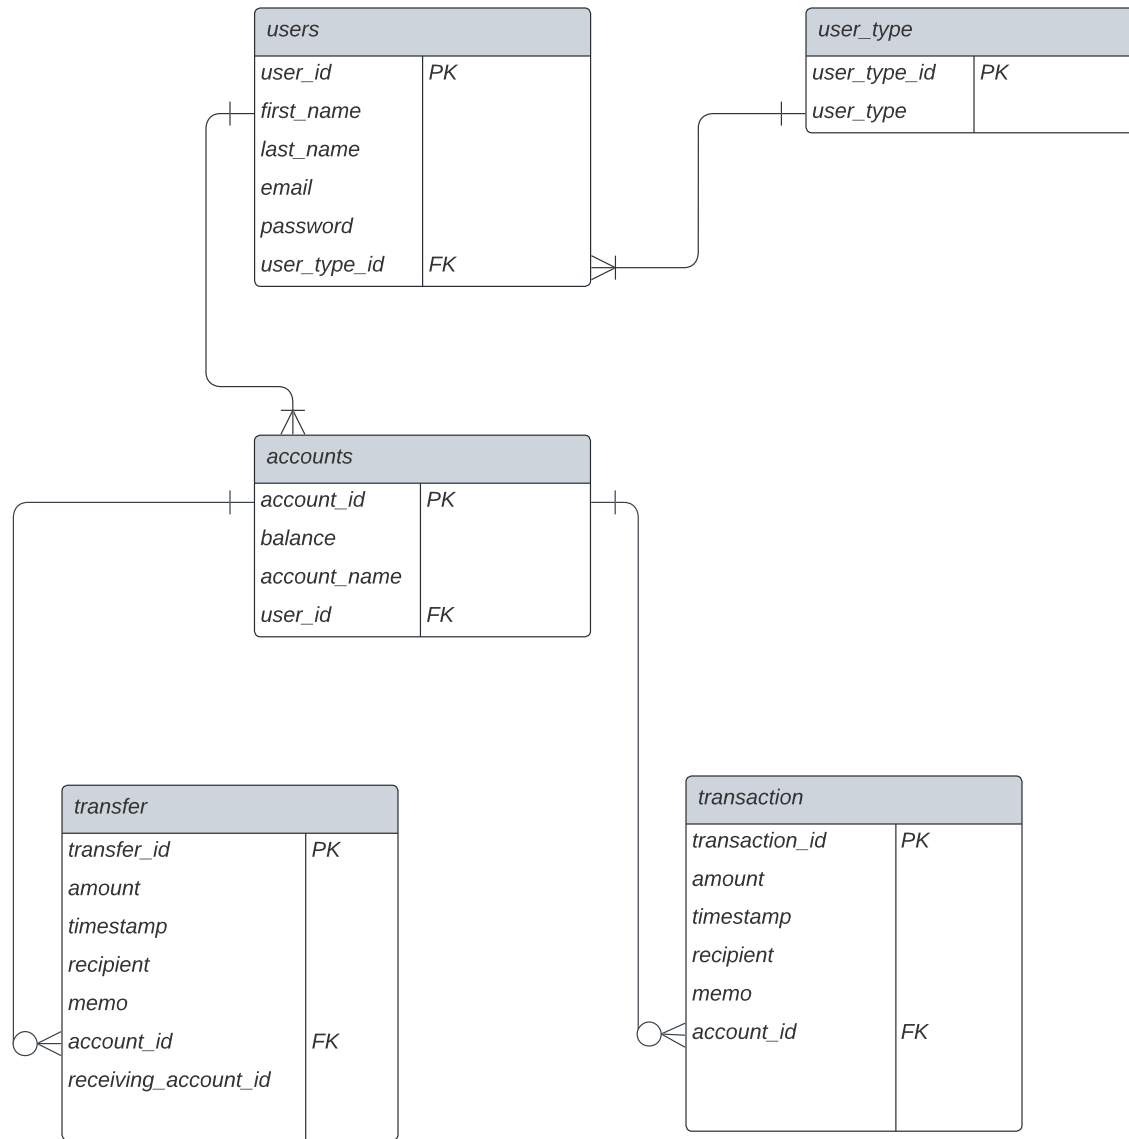 users
user_id PK
first_name
last_name
email
password
user_type_id FK
user_type
user_type_id PK
user_type
accounts
account_id PK
balance
account_name
user_id FK
transfer
transfer_id PK
amount
timestamp
recipient
memo
account_id FK
receiving_account_id
transaction
transaction_id PK
amount
timestamp
recipient
memo
account_id FK